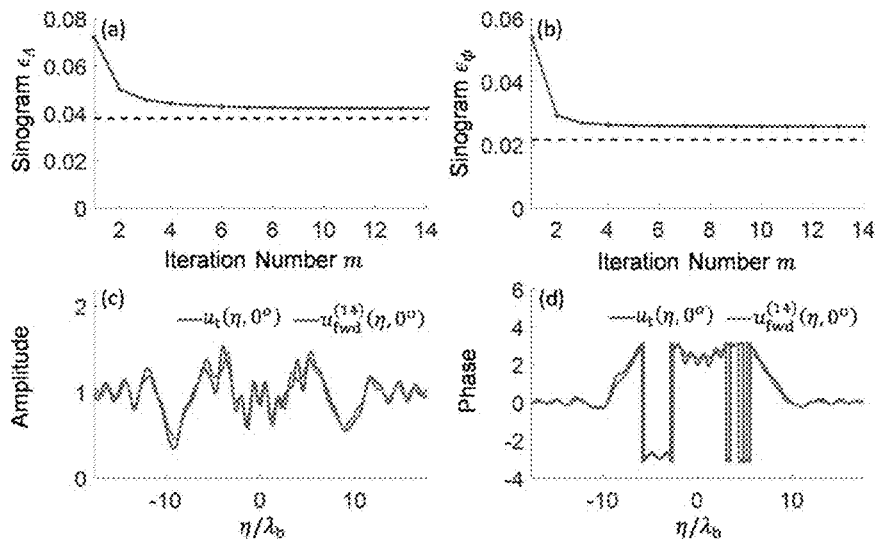 (a)
Sinogram ϵ_A
0.08
0.06
0.04
0.02
0
2 4 6 8 10 12 14
Iteration Number m
(b)
Sinogram ϵ_Φ
0.06
0.04
0.02
0
2 4 6 8 10 12 14
Iteration Number m
(c)
u_t(η, 0°) u_fwd^(14)(η, 0°)
Amplitude
2
1
0
-10 0 10
η/λ_b
(d)
u_t(η, 0°) u_fwd^(14)(η, 0°)
Phase
6
4
2
0
-2
-4
-10 0 10
η/λ_b